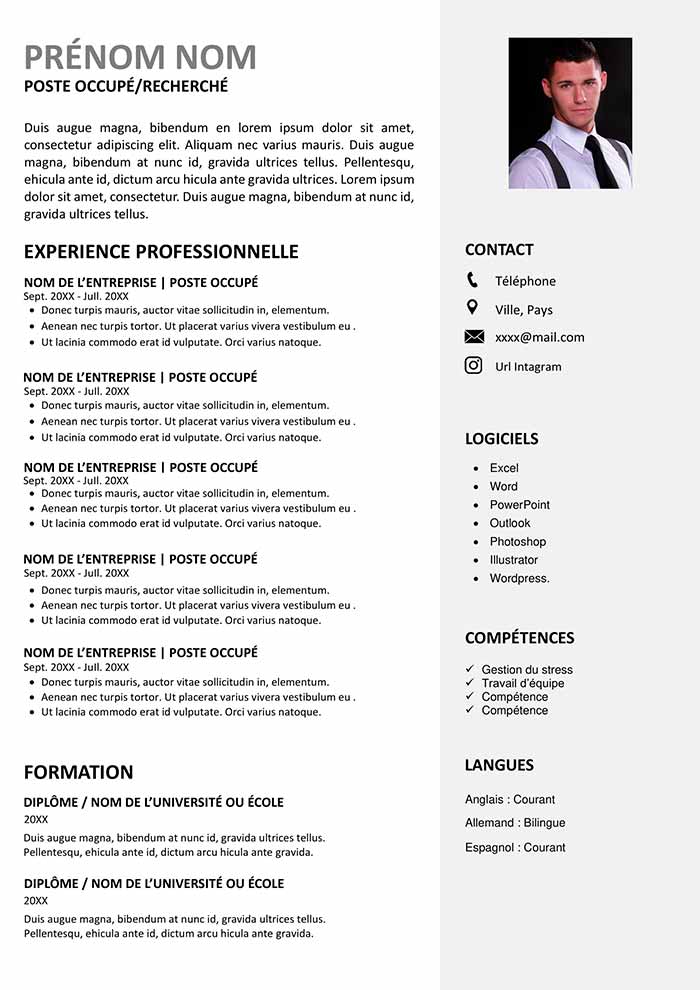 PRÉNOM NOM
POSTE OCCUPÉ/RECHERCHÉ
Duis augue magna, bibendum en lorem ipsum dolor sit amet,
consectetur adipiscing elit. Aliquam nec varius mauris. Duis augue
magna, bibendum at nunc id, gravida ultrices tellus. Pellentesqu,
ehicula ante id, dictum arcu hicula ante gravida ultrices. Lorem ipsum
dolor sit amet, consectetur. Duis augue magna, bibendum at nunc id,
gravida ultrices tellus.
EXPERIENCE PROFESSIONNELLE
NOM DE L’ENTREPRISE | POSTE OCCUPÉ
Sept. 20XX - Jull. 20XX
• Donec turpis mauris, auctor vitae sollicitudin in, elementum.
• Aenean nec turpis tortor. Ut placerat varius vivera vestibulum eu .
• Ut lacinia commodo erat id vulputate. Orci varius natoque.
NOM DE L’ENTREPRISE | POSTE OCCUPÉ
Sept. 20XX - Jull. 20XX
• Donec turpis mauris, auctor vitae sollicitudin in, elementum.
• Aenean nec turpis tortor. Ut placerat varius vivera vestibulum eu .
• Ut lacinia commodo erat id vulputate. Orci varius natoque.
NOM DE L’ENTREPRISE | POSTE OCCUPÉ
Sept. 20XX - Jull. 20XX
• Donec turpis mauris, auctor vitae sollicitudin in, elementum.
• Aenean nec turpis tortor. Ut placerat varius vivera vestibulum eu .
• Ut lacinia commodo erat id vulputate. Orci varius natoque.
NOM DE L’ENTREPRISE | POSTE OCCUPÉ
Sept. 20XX - Jull. 20XX
• Donec turpis mauris, auctor vitae sollicitudin in, elementum.
• Aenean nec turpis tortor. Ut placerat varius vivera vestibulum eu .
• Ut lacinia commodo erat id vulputate. Orci varius natoque.
NOM DE L’ENTREPRISE | POSTE OCCUPÉ
Sept. 20XX - Jull. 20XX
• Donec turpis mauris, auctor vitae sollicitudin in, elementum.
• Aenean nec turpis tortor. Ut placerat varius vivera vestibulum eu .
• Ut lacinia commodo erat id vulputate. Orci varius natoque.
FORMATION
DIPLÔME / NOM DE L’UNIVERSITÉ OU ÉCOLE
20XX
Duis augue magna, bibendum at nunc id, gravida ultrices tellus.
Pellentesqu, ehicula ante id, dictum arcu hicula ante gravida.
DIPLÔME / NOM DE L’UNIVERSITÉ OU ÉCOLE
20XX
Duis augue magna, bibendum at nunc id, gravida ultrices tellus.
Pellentesqu, ehicula ante id, dictum arcu hicula ante gravida.
CONTACT
Téléphone
Ville, Pays
xxxx@mail.com
Url Intagram
LOGICIELS
• Excel
• Word
• PowerPoint
• Outlook
• Photoshop
• Illustrator
• Wordpress.
COMPÉTENCES
✓ Gestion du stress
✓ Travail d’équipe
✓ Compétence
✓ Compétence
LANGUES
Anglais : Courant
Allemand : Bilingue
Espagnol : Courant